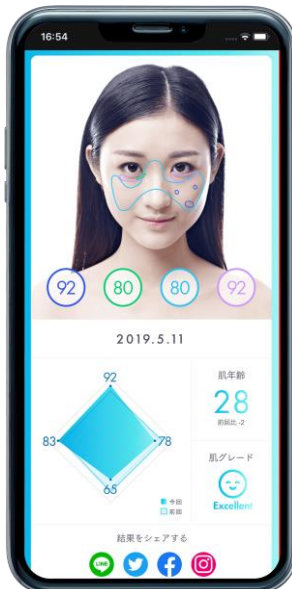 16:54
92
80
80
92
2019.5.11
92
83
78
65
今回
前回
肌年齢
28
前回比 -2
肌グレード
Excellent
結果をシェアする
LINE